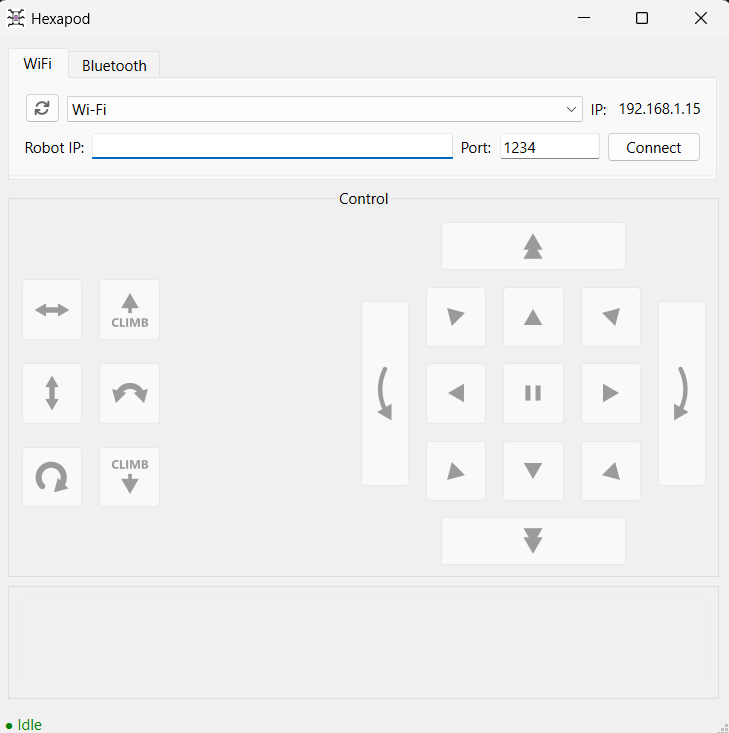 Hexapod
WiFi Bluetooth
Wi-Fi IP: 192.168.1.15
Robot IP: Port: 1234 Connect
Control
CLIMB
CLIMB
● Idle